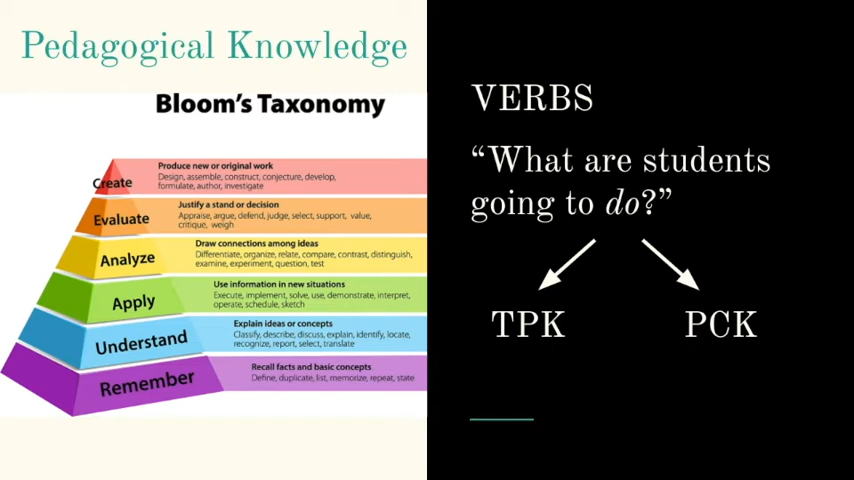 Pedagogical Knowledge
Bloom's Taxonomy
Create
Produce new or original work
Design, assemble, construct, conjecture, develop,
formulate, author, investigate
Evaluate
Justify a stand or decision
Appraise, argue, defend, judge, select, support, value,
critique, weigh
Analyze
Draw connections among ideas
Differentiate, organize, relate, compare, contrast, distinguish,
examine, experiment, question, test
Apply
Use information in new situations
Execute, implement, solve, use, demonstrate, interpret,
operate, schedule, sketch
Understand
Explain ideas or concepts
Classify, describe, discuss, explain, identify, locate,
recognize, report, select, translate
Remember
Recall facts and basic concepts
Define, duplicate, list, memorize, repeat, state
VERBS
“What are students
going to do?”
TPK PCK